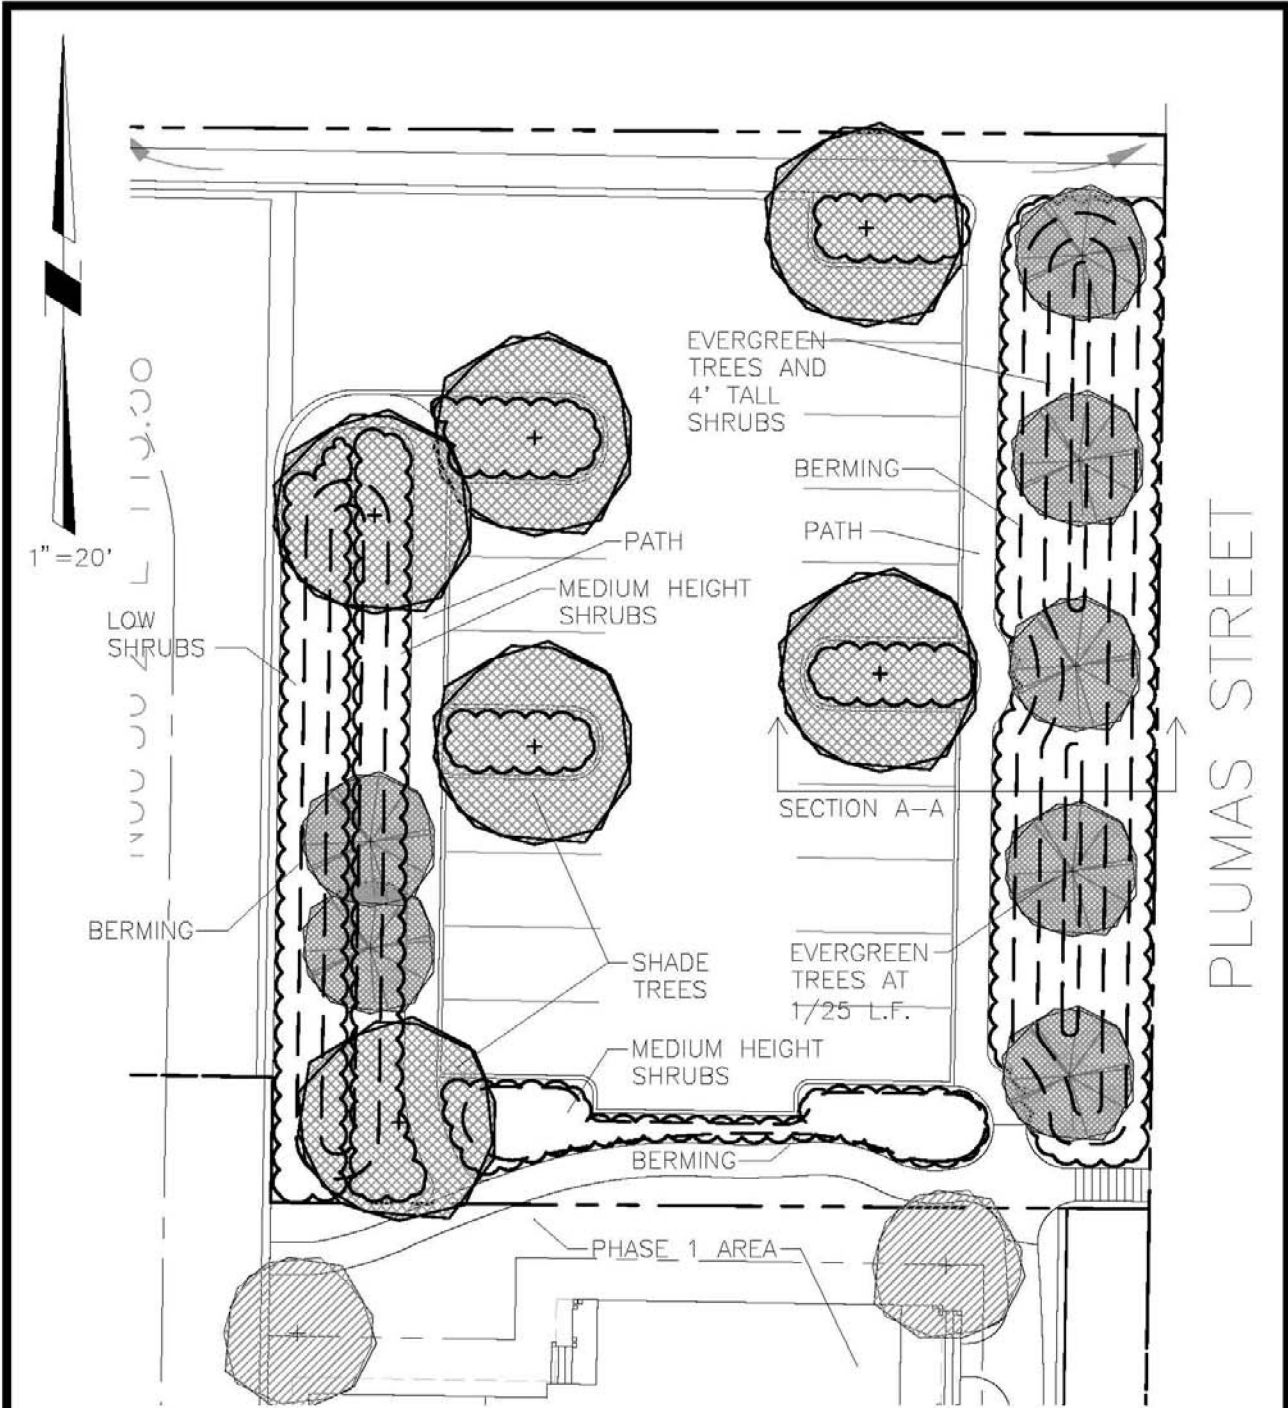 EVERGREEN
TREES AND
4' TALL
SHRUBS
BERMING
PATH
PATH
1"=20'
MEDIUM HEIGHT
SHRUBS
LOW
SHRUBS
PLUMAS STREET
SECTION A-A
BERMING
SHADE
TREES
EVERGREEN
TREES AT
1/25 L.F.
MEDIUM HEIGHT
SHRUBS
BERMING
PHASE 1 AREA